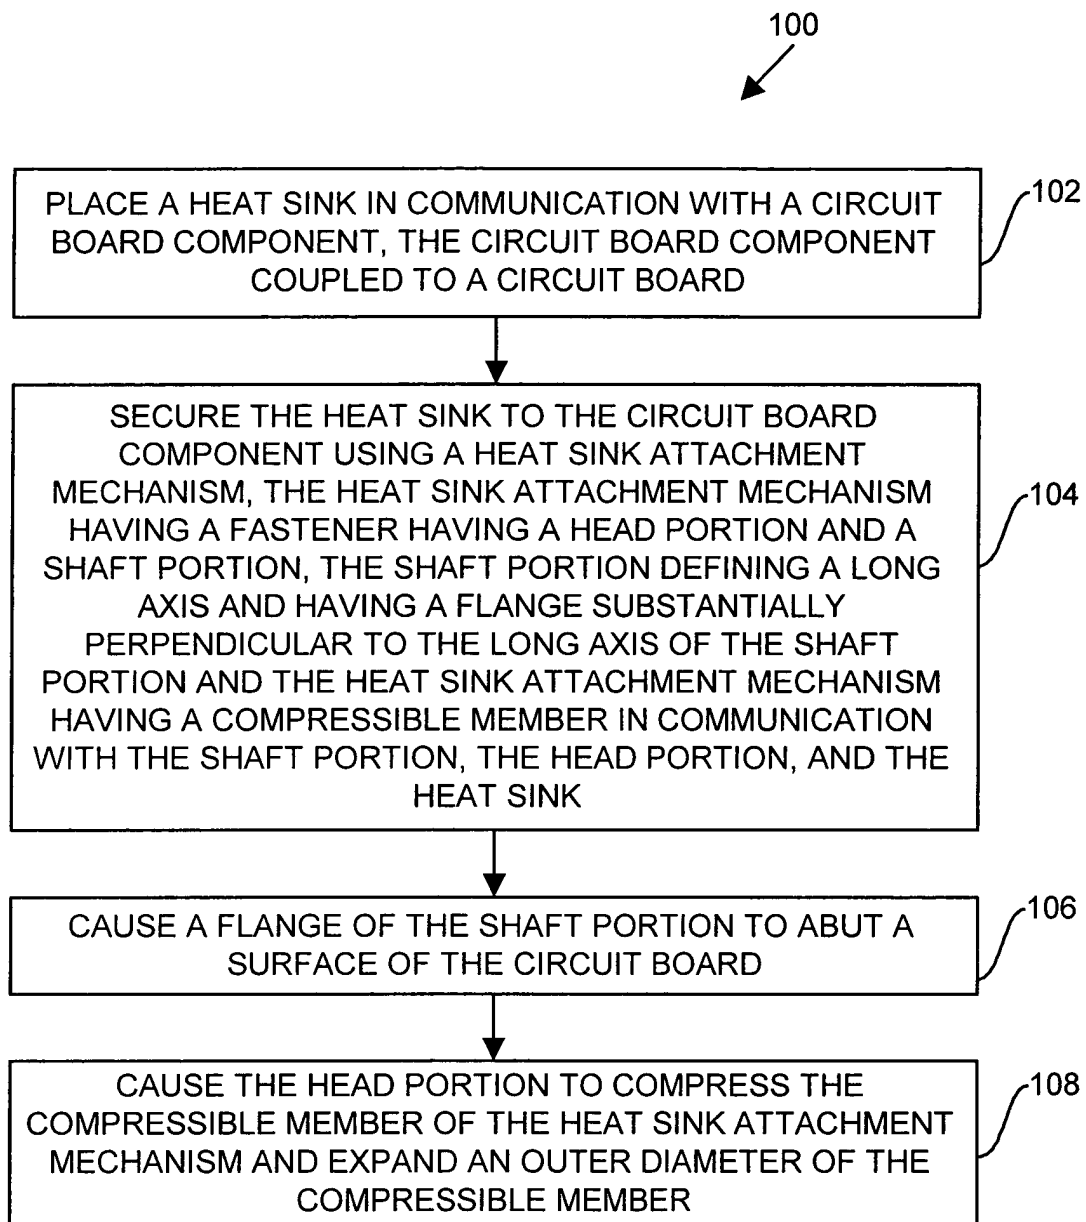 100
PLACE A HEAT SINK IN COMMUNICATION WITH A CIRCUIT
BOARD COMPONENT, THE CIRCUIT BOARD COMPONENT
COUPLED TO A CIRCUIT BOARD
102
SECURE THE HEAT SINK TO THE CIRCUIT BOARD
COMPONENT USING A HEAT SINK ATTACHMENT
MECHANISM, THE HEAT SINK ATTACHMENT MECHANISM
HAVING A FASTENER HAVING A HEAD PORTION AND A
SHAFT PORTION, THE SHAFT PORTION DEFINING A LONG
AXIS AND HAVING A FLANGE SUBSTANTIALLY
PERPENDICULAR TO THE LONG AXIS OF THE SHAFT
PORTION AND THE HEAT SINK ATTACHMENT MECHANISM
HAVING A COMPRESSIBLE MEMBER IN COMMUNICATION
WITH THE SHAFT PORTION, THE HEAD PORTION, AND THE
HEAT SINK
104
CAUSE A FLANGE OF THE SHAFT PORTION TO ABUT A
SURFACE OF THE CIRCUIT BOARD
106
CAUSE THE HEAD PORTION TO COMPRESS THE
COMPRESSIBLE MEMBER OF THE HEAT SINK ATTACHMENT
MECHANISM AND EXPAND AN OUTER DIAMETER OF THE
COMPRESSIBLE MEMBER
108